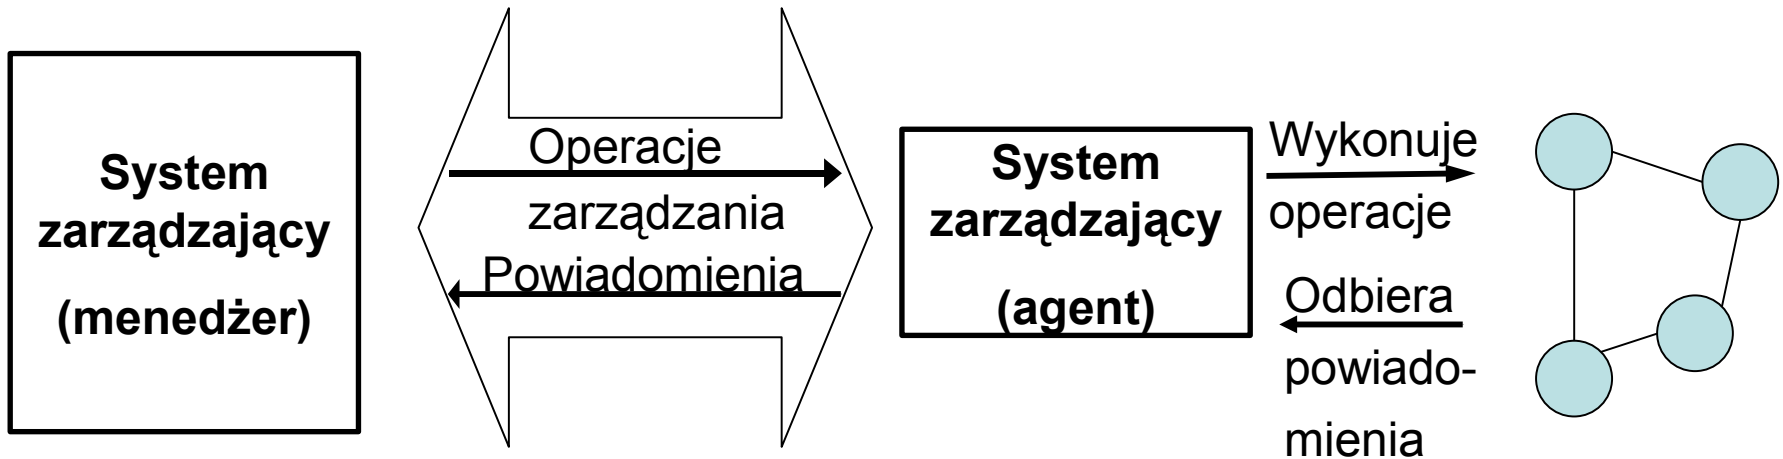 System
zarządzający
(menedżer)
Operacje
zarządzania
Powiadomienia
System
zarządzający
(agent)
Wykonuje
operacje
Odbiera
powiado-
mienia